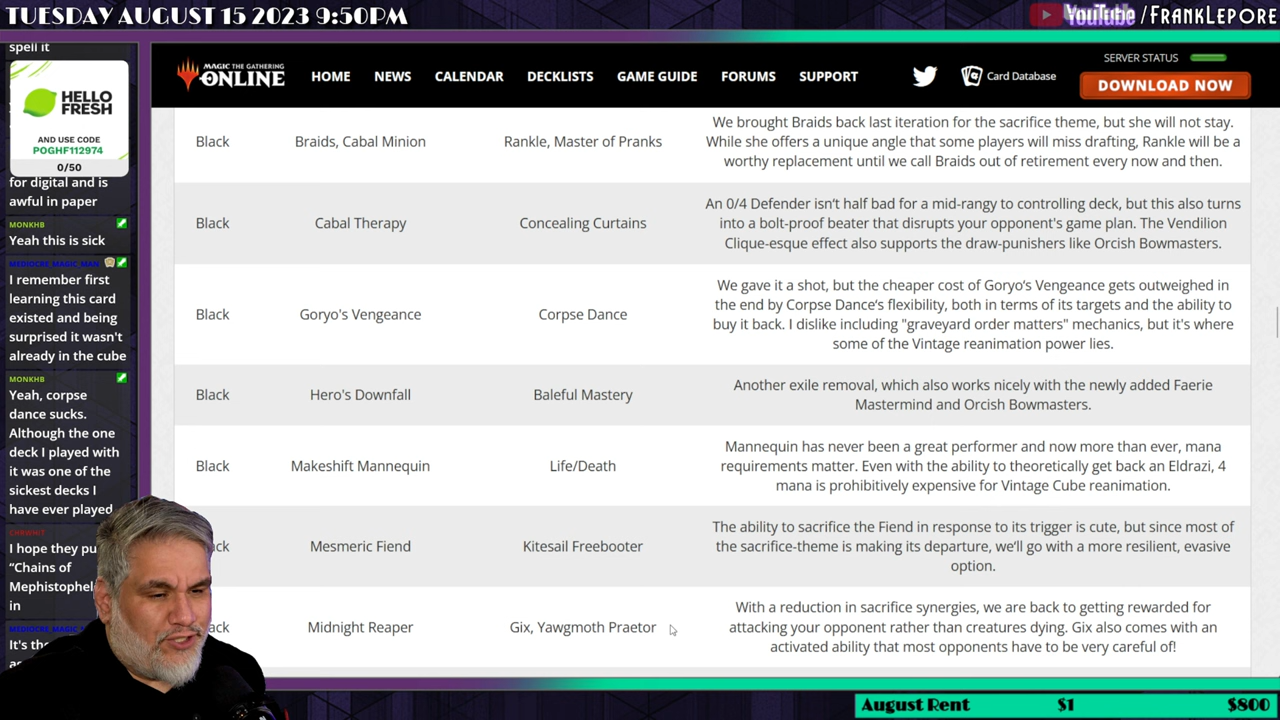 TUESDAY AUGUST 15 2023 9:50PM
YouTube/FRANKLEPORE
spell it
HELLO
FRESH
AND USE CODE
POGHF112974
0/50
for digital and is
awful in paper
MONKHB
Yeah this is sick
MEDIOCRE_MAGIC_MAN
I remember first
learning this card
existed and being
surprised it wasn't
already in the cube
MONKHB
Yeah, corpse
dance sucks.
Although the one
deck I played with
it was one of the
sickest decks I
have ever played
I hope they pu
"Chains of
Mephistophel
in
It's the
MAGIC THE GATHERING
ONLINE
HOME
NEWS
CALENDAR
DECKLISTS
GAME GUIDE
FORUMS
SUPPORT
Card Database
SERVER STATUS
DOWNLOAD NOW
Black
Braids, Cabal Minion
Rankle, Master of Pranks
We brought Braids back last iteration for the sacrifice theme, but she will not stay.
While she offers a unique angle that some players will miss drafting, Rankle will be a
worthy replacement until we call Braids out of retirement every now and then.
Black
Cabal Therapy
Concealing Curtains
An 0/4 Defender isn't half bad for a mid-rangy to controlling deck, but this also turns
into a bolt-proof beater that disrupts your opponent's game plan. The Vendilion
Clique-esque effect also supports the draw-punishers like Orcish Bowmasters.
Black
Goryo's Vengeance
Corpse Dance
We gave it a shot, but the cheaper cost of Goryo's Vengeance gets outweighed in
the end by Corpse Dance's flexibility, both in terms of its targets and the ability to
buy it back. I dislike including "graveyard order matters" mechanics, but it's where
some of the Vintage reanimation power lies.
Black
Hero's Downfall
Baleful Mastery
Another exile removal, which also works nicely with the newly added Faerie
Mastermind and Orcish Bowmasters.
Black
Makeshift Mannequin
Life/Death
Mannequin has never been a great performer and now more than ever, mana
requirements matter. Even with the ability to theoretically get back an Eldrazi, 4
mana is prohibitively expensive for Vintage Cube reanimation.
ck
Mesmeric Fiend
Kitesail Freebooter
The ability to sacrifice the Fiend in response to its trigger is cute, but since most of
the sacrifice-theme is making its departure, we'll go with a more resilient, evasive
option.
ck
Midnight Reaper
Gix, Yawgmoth Praetor
With a reduction in sacrifice synergies, we are back to getting rewarded for
attacking your opponent rather than creatures dying. Gix also comes with an
activated ability that most opponents have to be very careful of!
August Rent
$1
$800